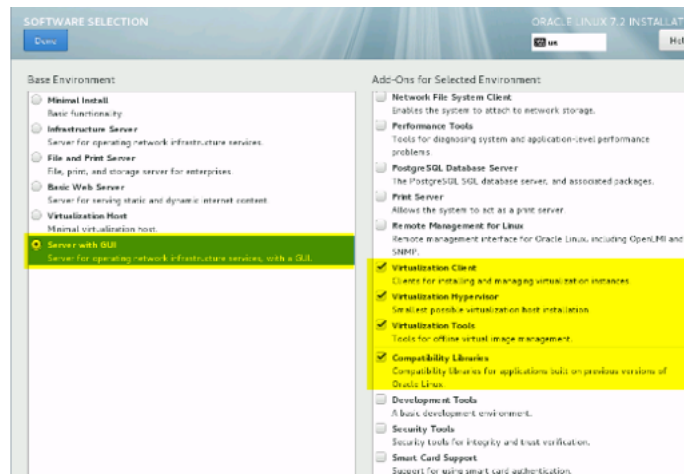 SOFTWARE SELECTION
Done
ORACLE LINUX 7.2 INSTALLAT
us
Hel
Base Environment
Minimal Install
Basic functionality.
Infrastructure Server
Server for operating network infrastructure services.
File and Print Server
File, print, and storage server for enterprises.
Basic Web Server
Server for serving static and dynamic internet content.
Virtualization Host
Minimal virtualization host.
Server with GUI
Server for operating network infrastructure services, with a GUI.
Add-Ons for Selected Environment
Network File System Client
Enables the system to attach to network storage.
Performance Tools
Tools for diagnosing system and application-level performance
problems.
PostgreSQL Database Server
The PostgreSQL SQL database server, and associated packages.
Print Server
Allows the system to act as a print server.
Remote Management for Linux
Remote management interface for Oracle Linux, including OpenLMI and
SNMP.
Virtualization Client
Clients for installing and managing virtualization instances.
Virtualization Hypervisor
Smallest possible virtualization host installation.
Virtualization Tools
Tools for offline virtual image management.
Compatibility Libraries
Compatibility libraries for applications built on previous versions of
Oracle Linux.
Development Tools
A basic development environment.
Security Tools
Security tools for integrity and trust verification.
Smart Card Support
Support for using smart card authentication.